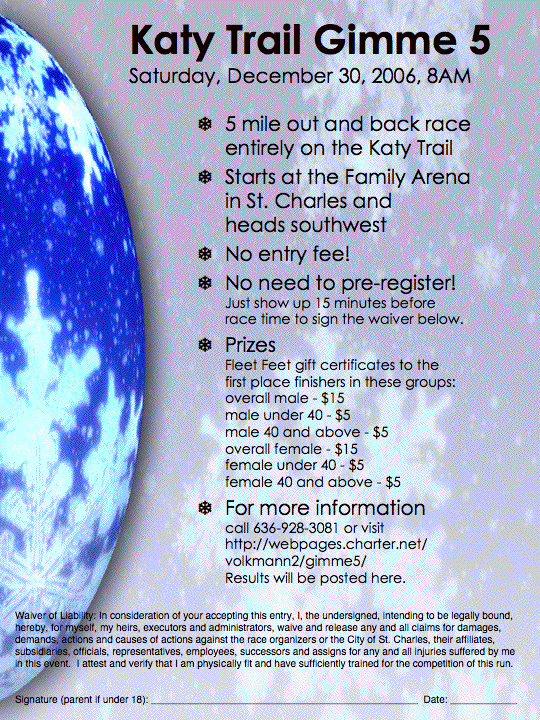 Katy Trail Gimme 5
Saturday, December 30, 2006, 8AM
❄ 5 mile out and back race
entirely on the Katy Trail
❄ Starts at the Family Arena
in St. Charles and
heads southwest
❄ No entry fee!
❄ No need to pre-register!
Just show up 15 minutes before
race time to sign the waiver below.
❄ Prizes
Fleet Feet gift certificates to the
first place finishers in these groups:
overall male - $15
male under 40 - $5
male 40 and above - $5
overall female - $15
female under 40 - $5
female 40 and above - $5
❄ For more information
call 636-928-3081 or visit
http://webpages.charter.net/
volkmann2/gimme5/
Results will be posted here.
Waiver of Liability: In consideration of your accepting this entry, I, the undersigned, intending to be legally bound,
hereby, for myself, my heirs, executors and administrators, waive and release any and all claims for damages,
demands, actions and causes of actions against the race organizers or the City of St. Charles, their affiliates,
subsidiaries, officials, representatives, employees, successors and assigns for any and all injuries suffered by me
in this event.  I attest and verify that I am physically fit and have sufficiently trained for the competition of this run.
Signature (parent if under 18): ____________________ Date: ____________